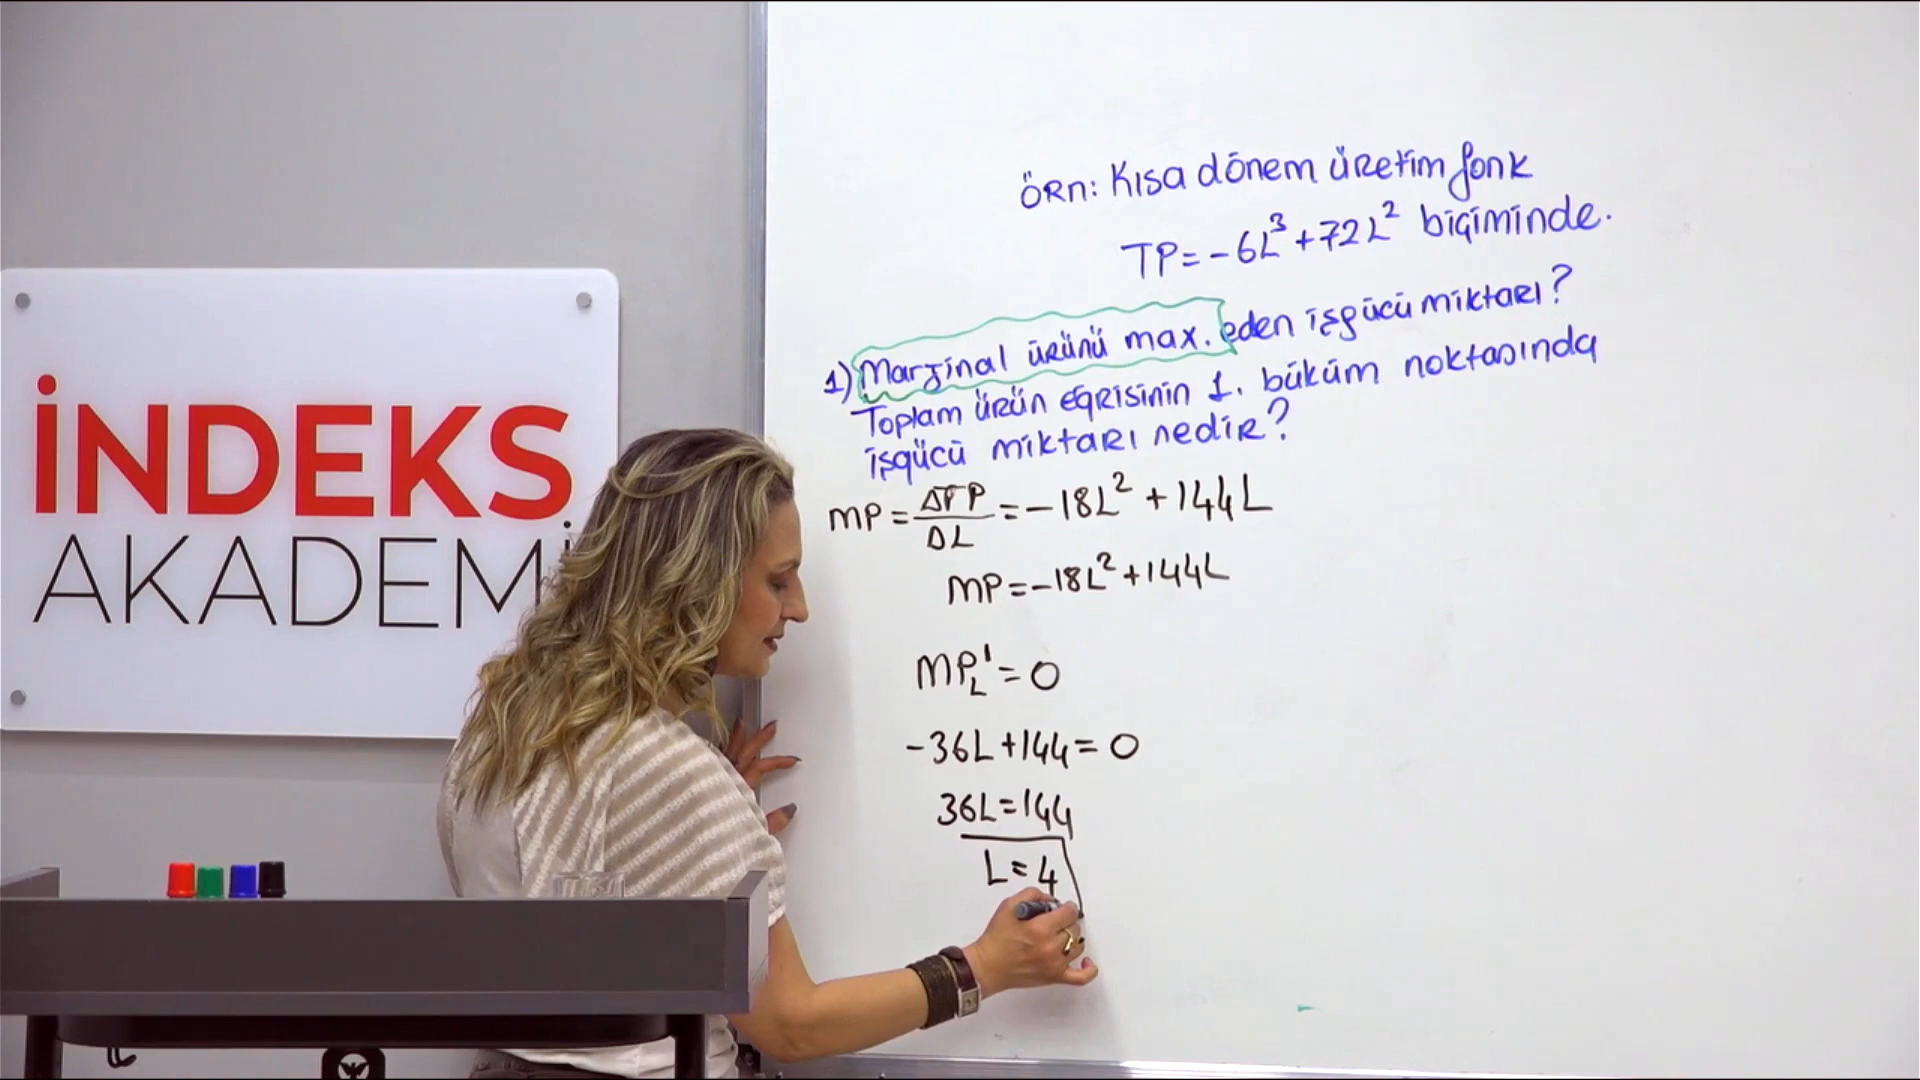 İNDEKS
AKADEMİ
ÖRn: Kısa dönem üretim fonk
TP=-6L³+72L² biçiminde.
1) Marjinal ürünü max. eden işgücü miktarı?
Toplam ürün eğrisinin 1. büküm noktasında
işgücü miktarı nedir?
MP=ΔTP/ΔL=-18L²+144L
MP=-18L²+144L
MP_L'=0
-36L+144=0
36L=144
L=4